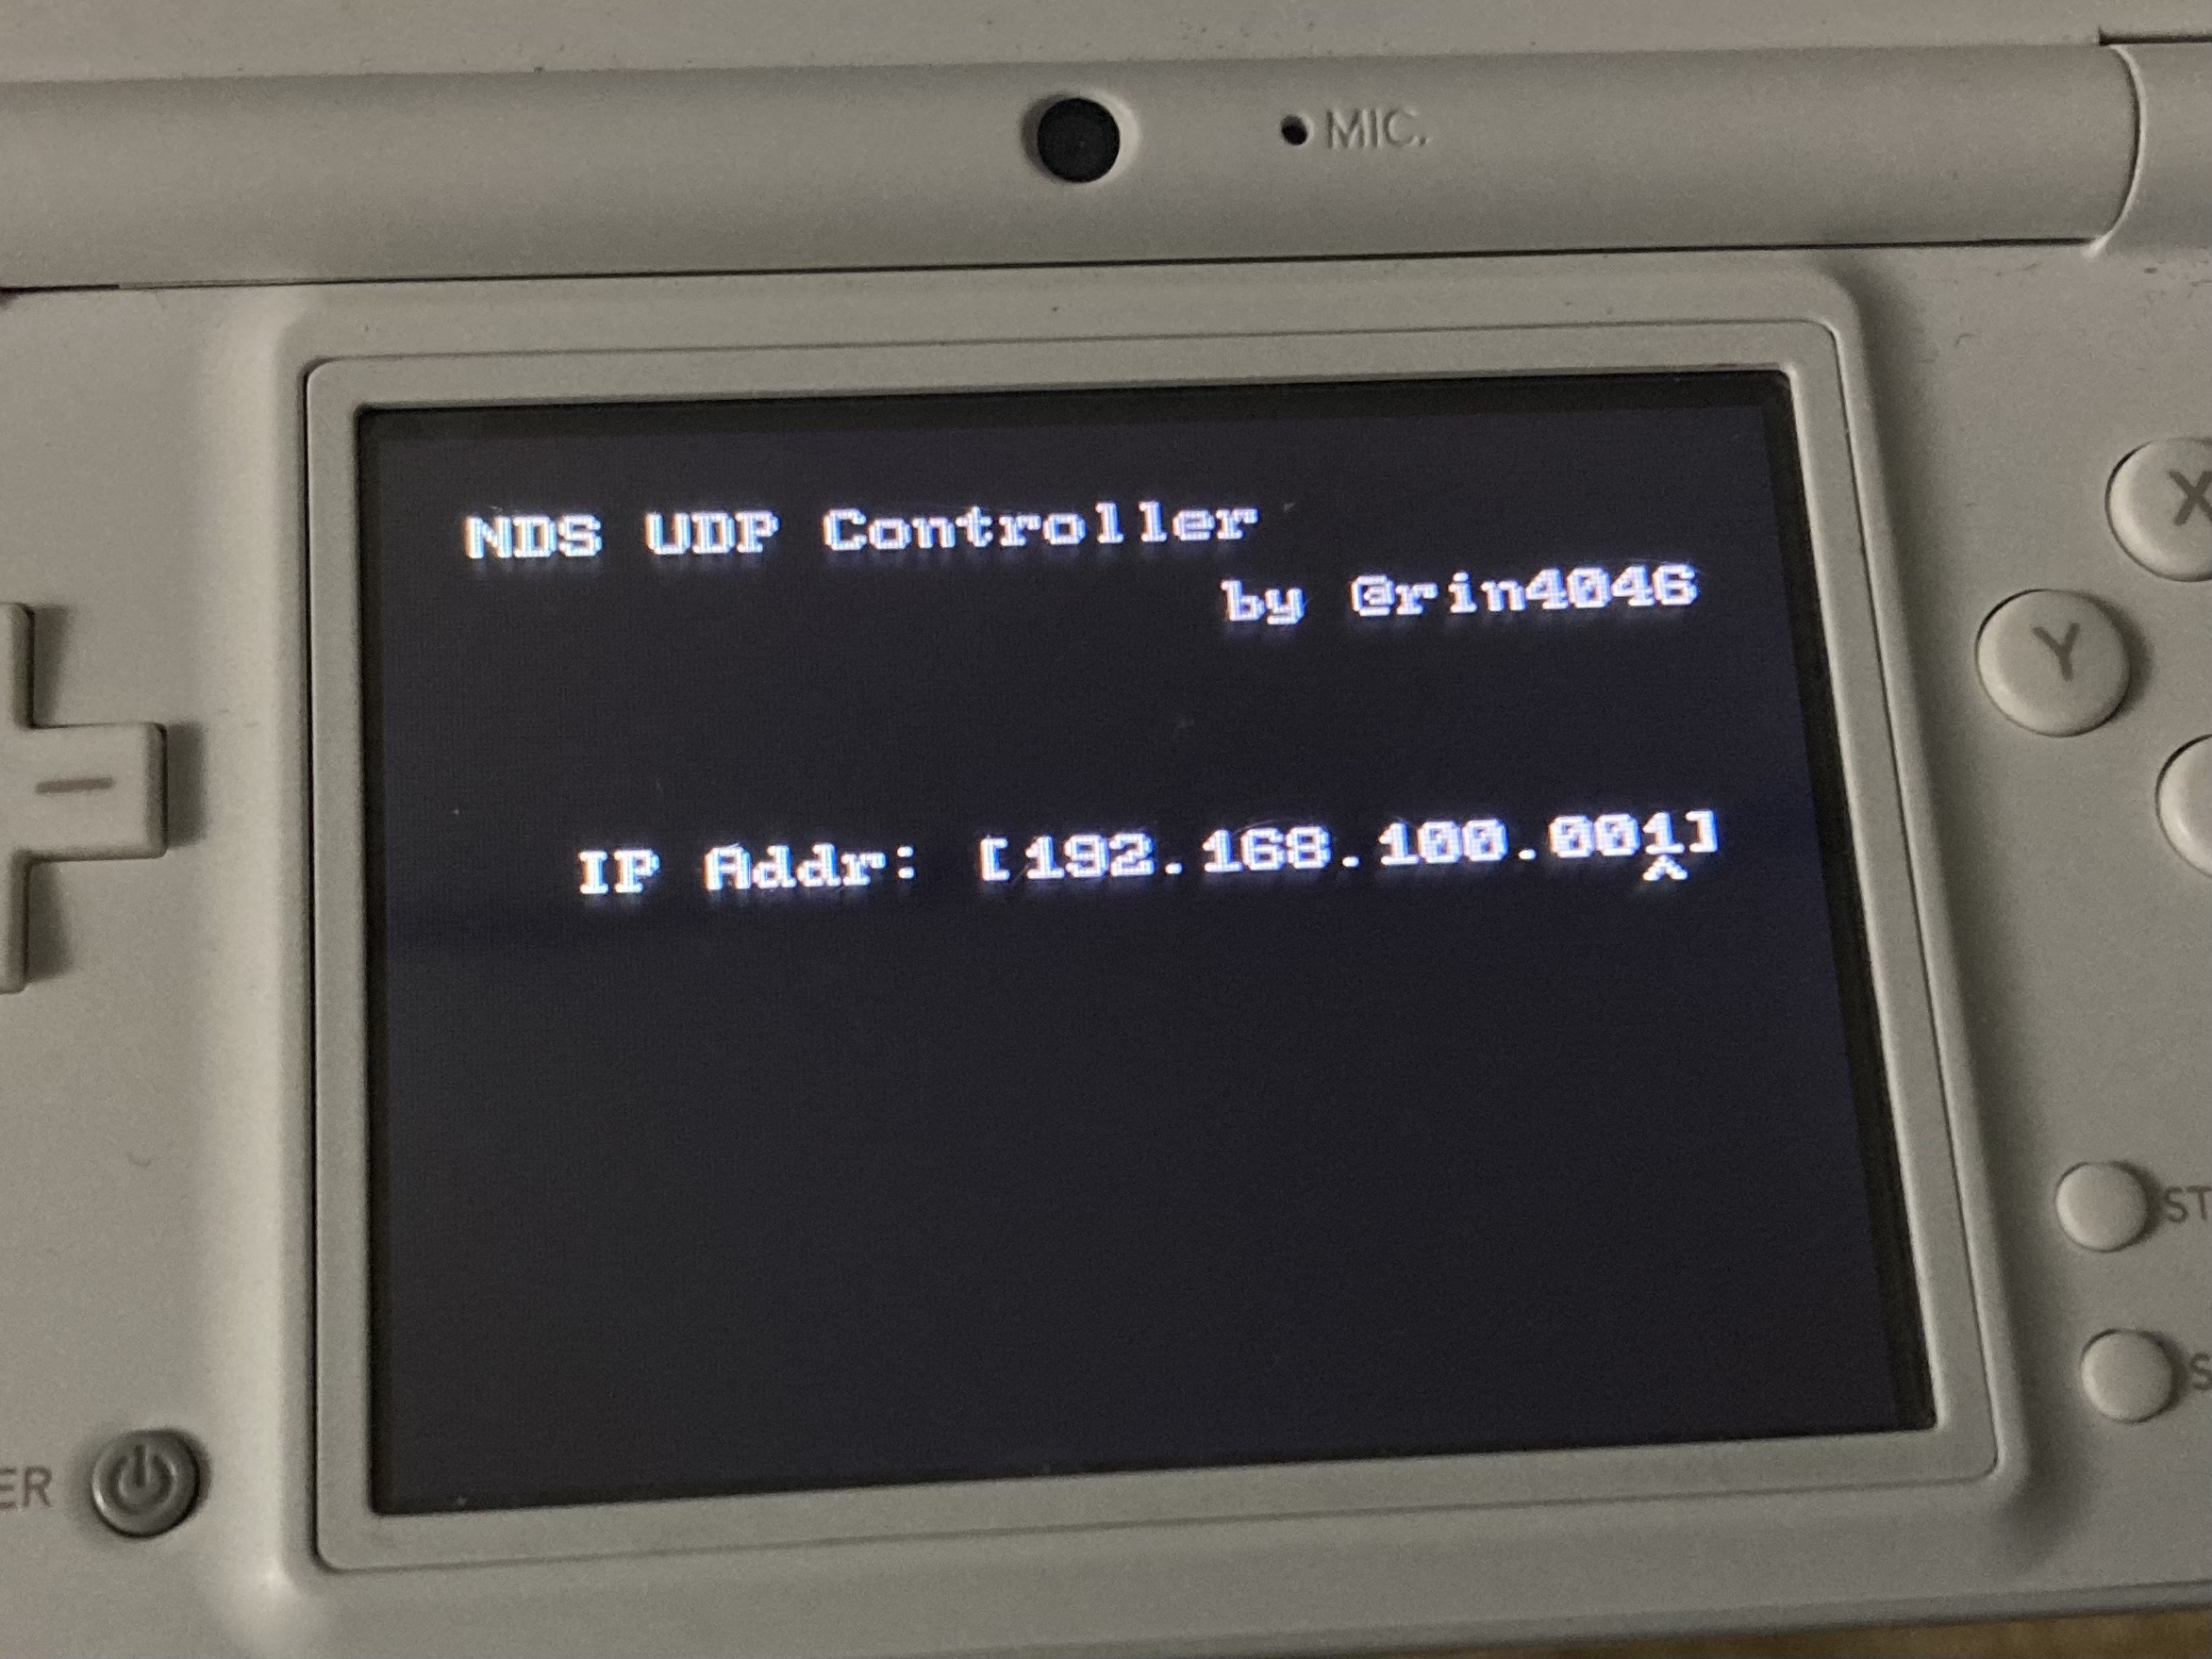 MIC.
NDS UDP Controller
by @rin4046
IP Addr: [192.168.100.001]
^
X
Y